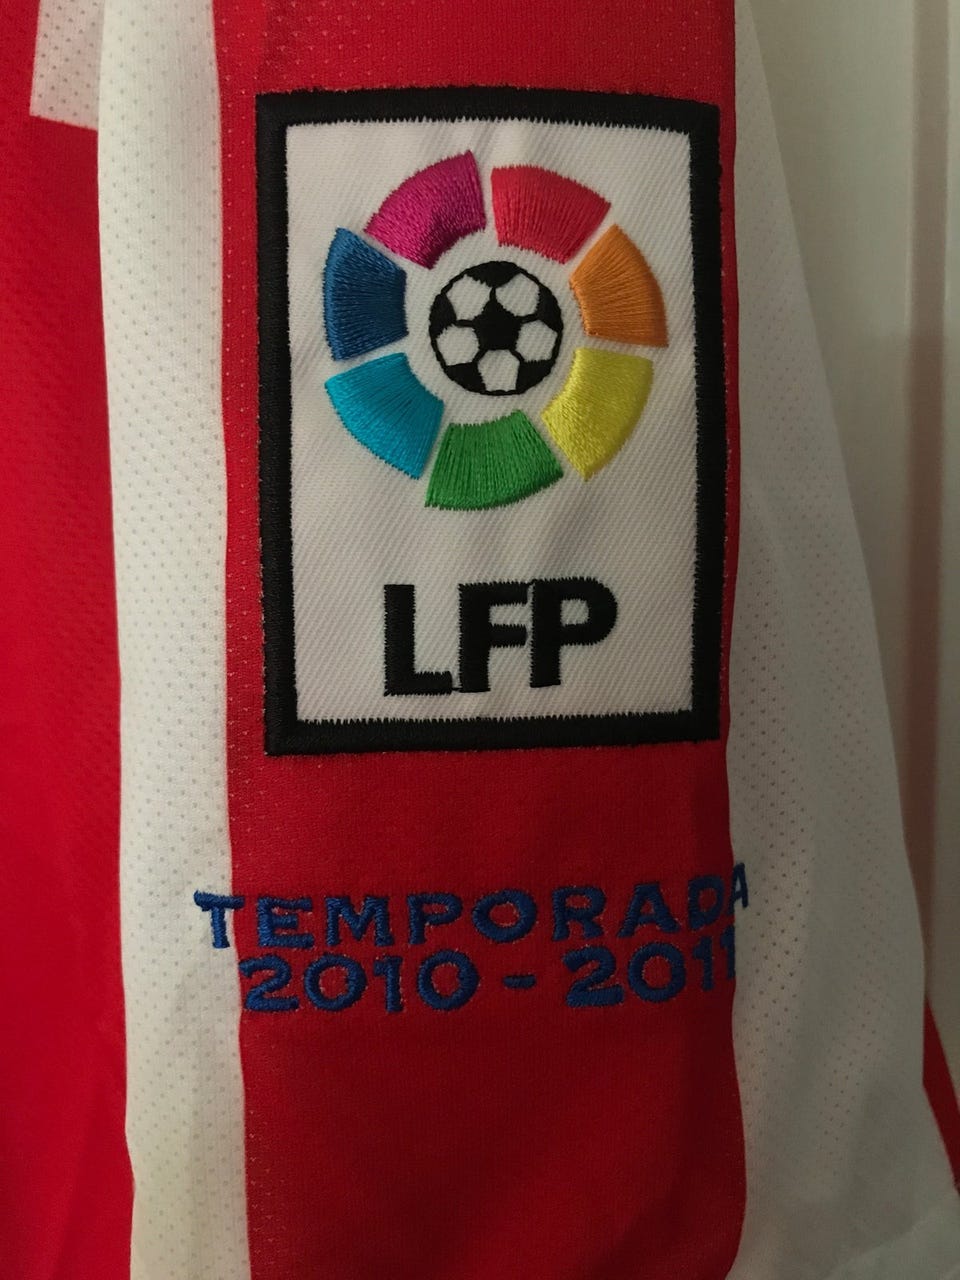 LFP
TEMPORADA
2010 - 2011